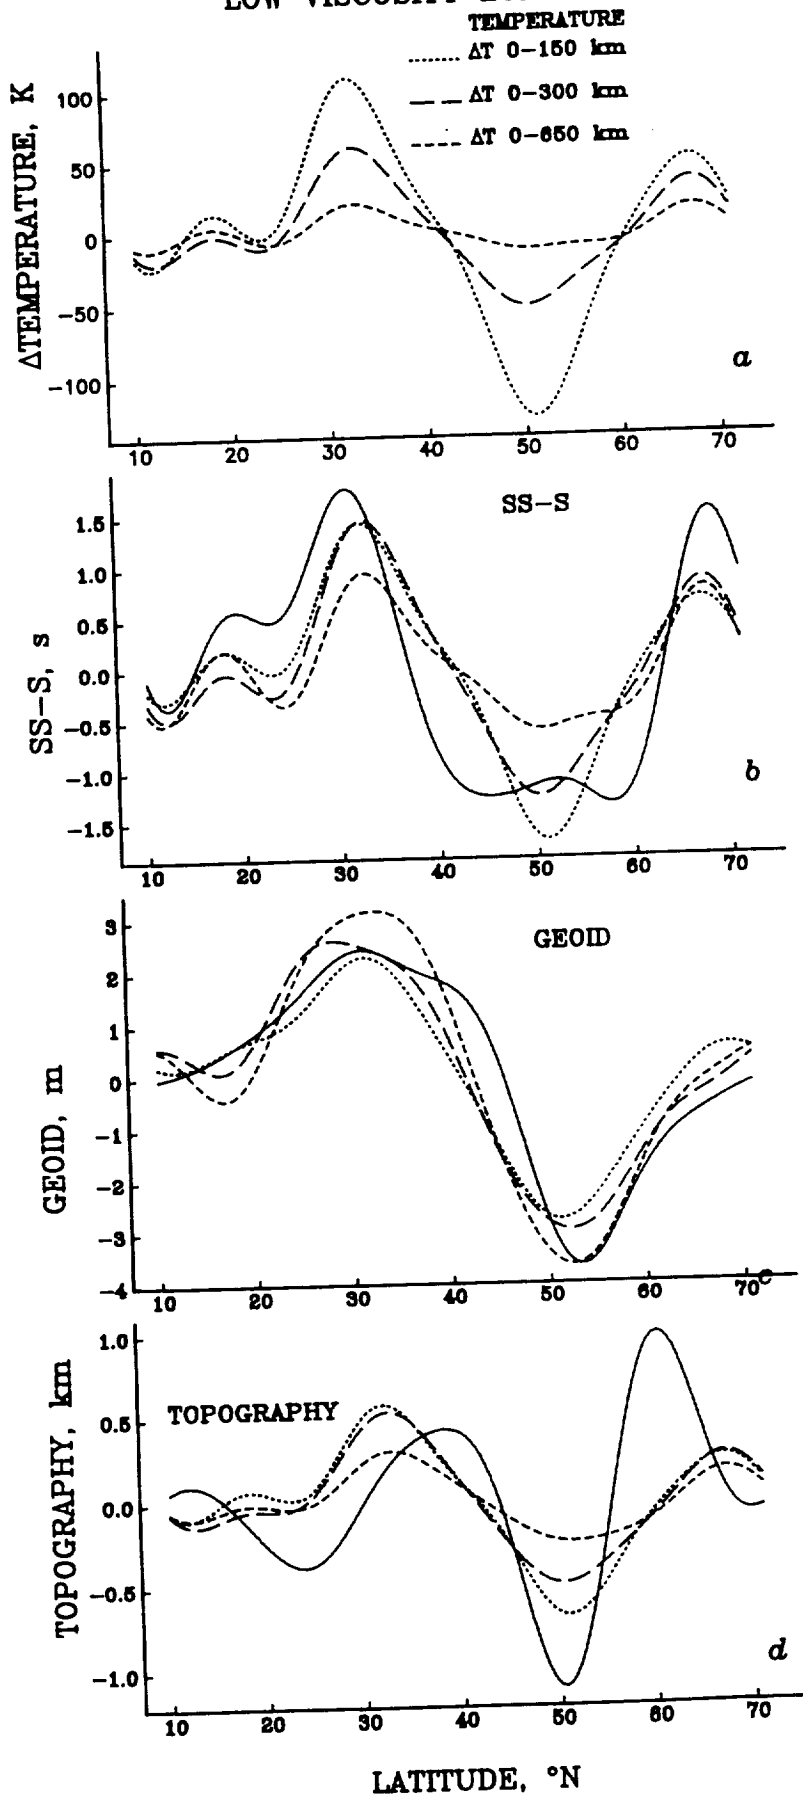 LOW VISCOSITY
TEMPERATURE
ΔT 0-150 km
ΔT 0-300 km
ΔT 0-650 km
ΔTEMPERATURE, K
100
50
0
-50
-100
a
10 20 30 40 50 60 70
SS-S
SS-S, s
1.5
1.0
0.5
0.0
-0.5
-1.0
-1.5
b
10 20 30 40 50 60 70
GEOID
GEOID, m
3
2
1
0
-1
-2
-3
-4
c
10 20 30 40 50 60 70
TOPOGRAPHY
TOPOGRAPHY, km
1.0
0.5
0.0
-0.5
-1.0
d
10 20 30 40 50 60 70
LATITUDE, °N